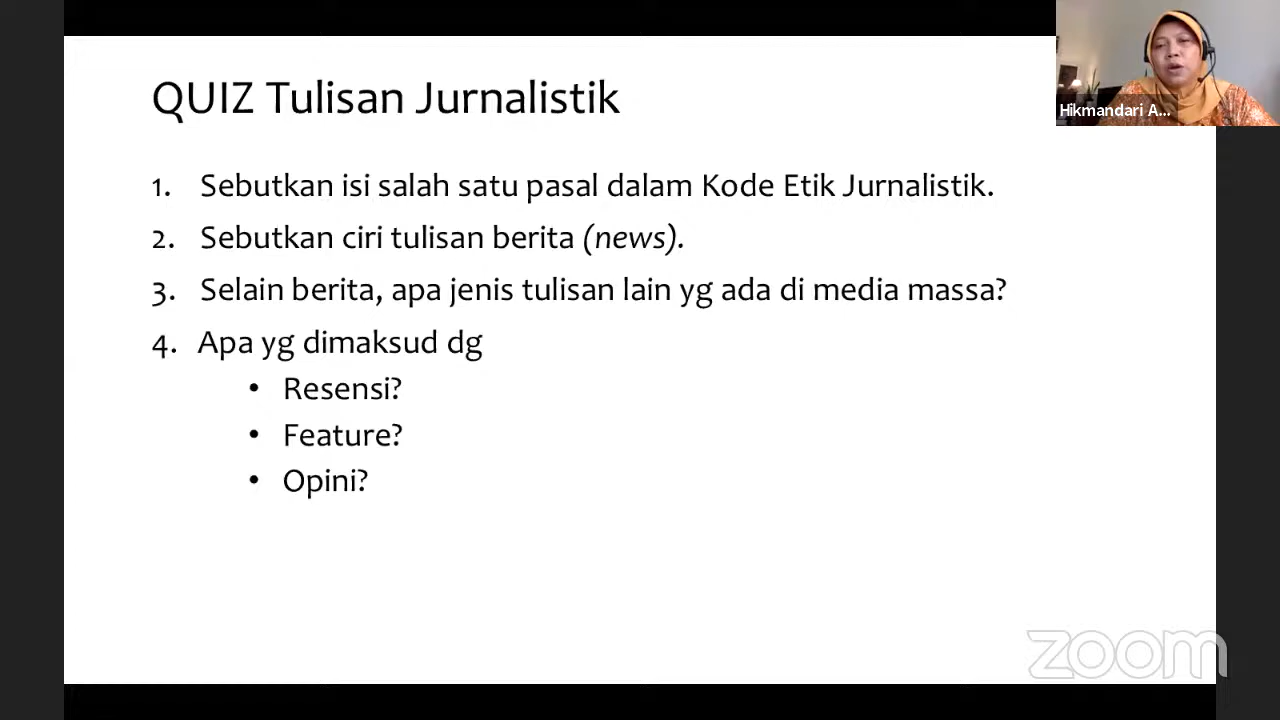 QUIZ Tulisan Jurnalistik
Hikmandari A...
1. Sebutkan isi salah satu pasal dalam Kode Etik Jurnalistik.
2. Sebutkan ciri tulisan berita (news).
3. Selain berita, apa jenis tulisan lain yg ada di media massa?
4. Apa yg dimaksud dg
• Resensi?
• Feature?
• Opini?
zoom